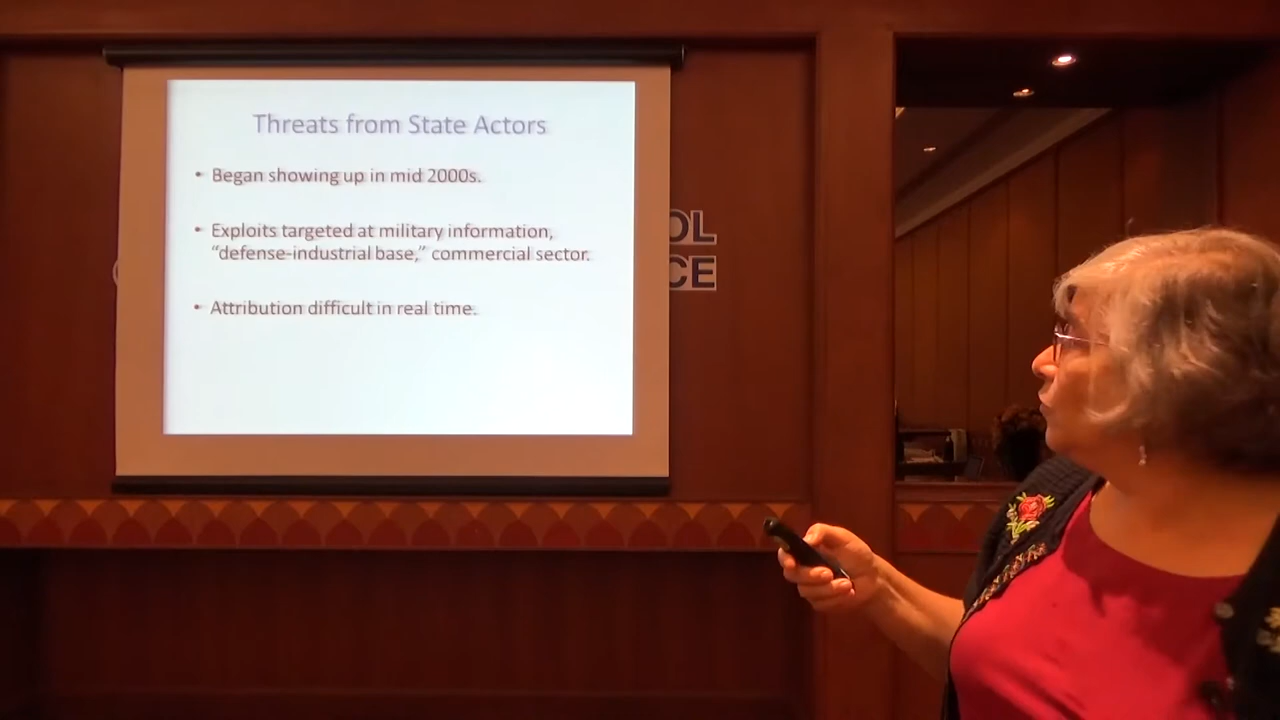 Threats from State Actors
• Began showing up in mid 2000s.
• Exploits targeted at military information,
“defense-industrial base,” commercial sector.
• Attribution difficult in real time.
OL
CE